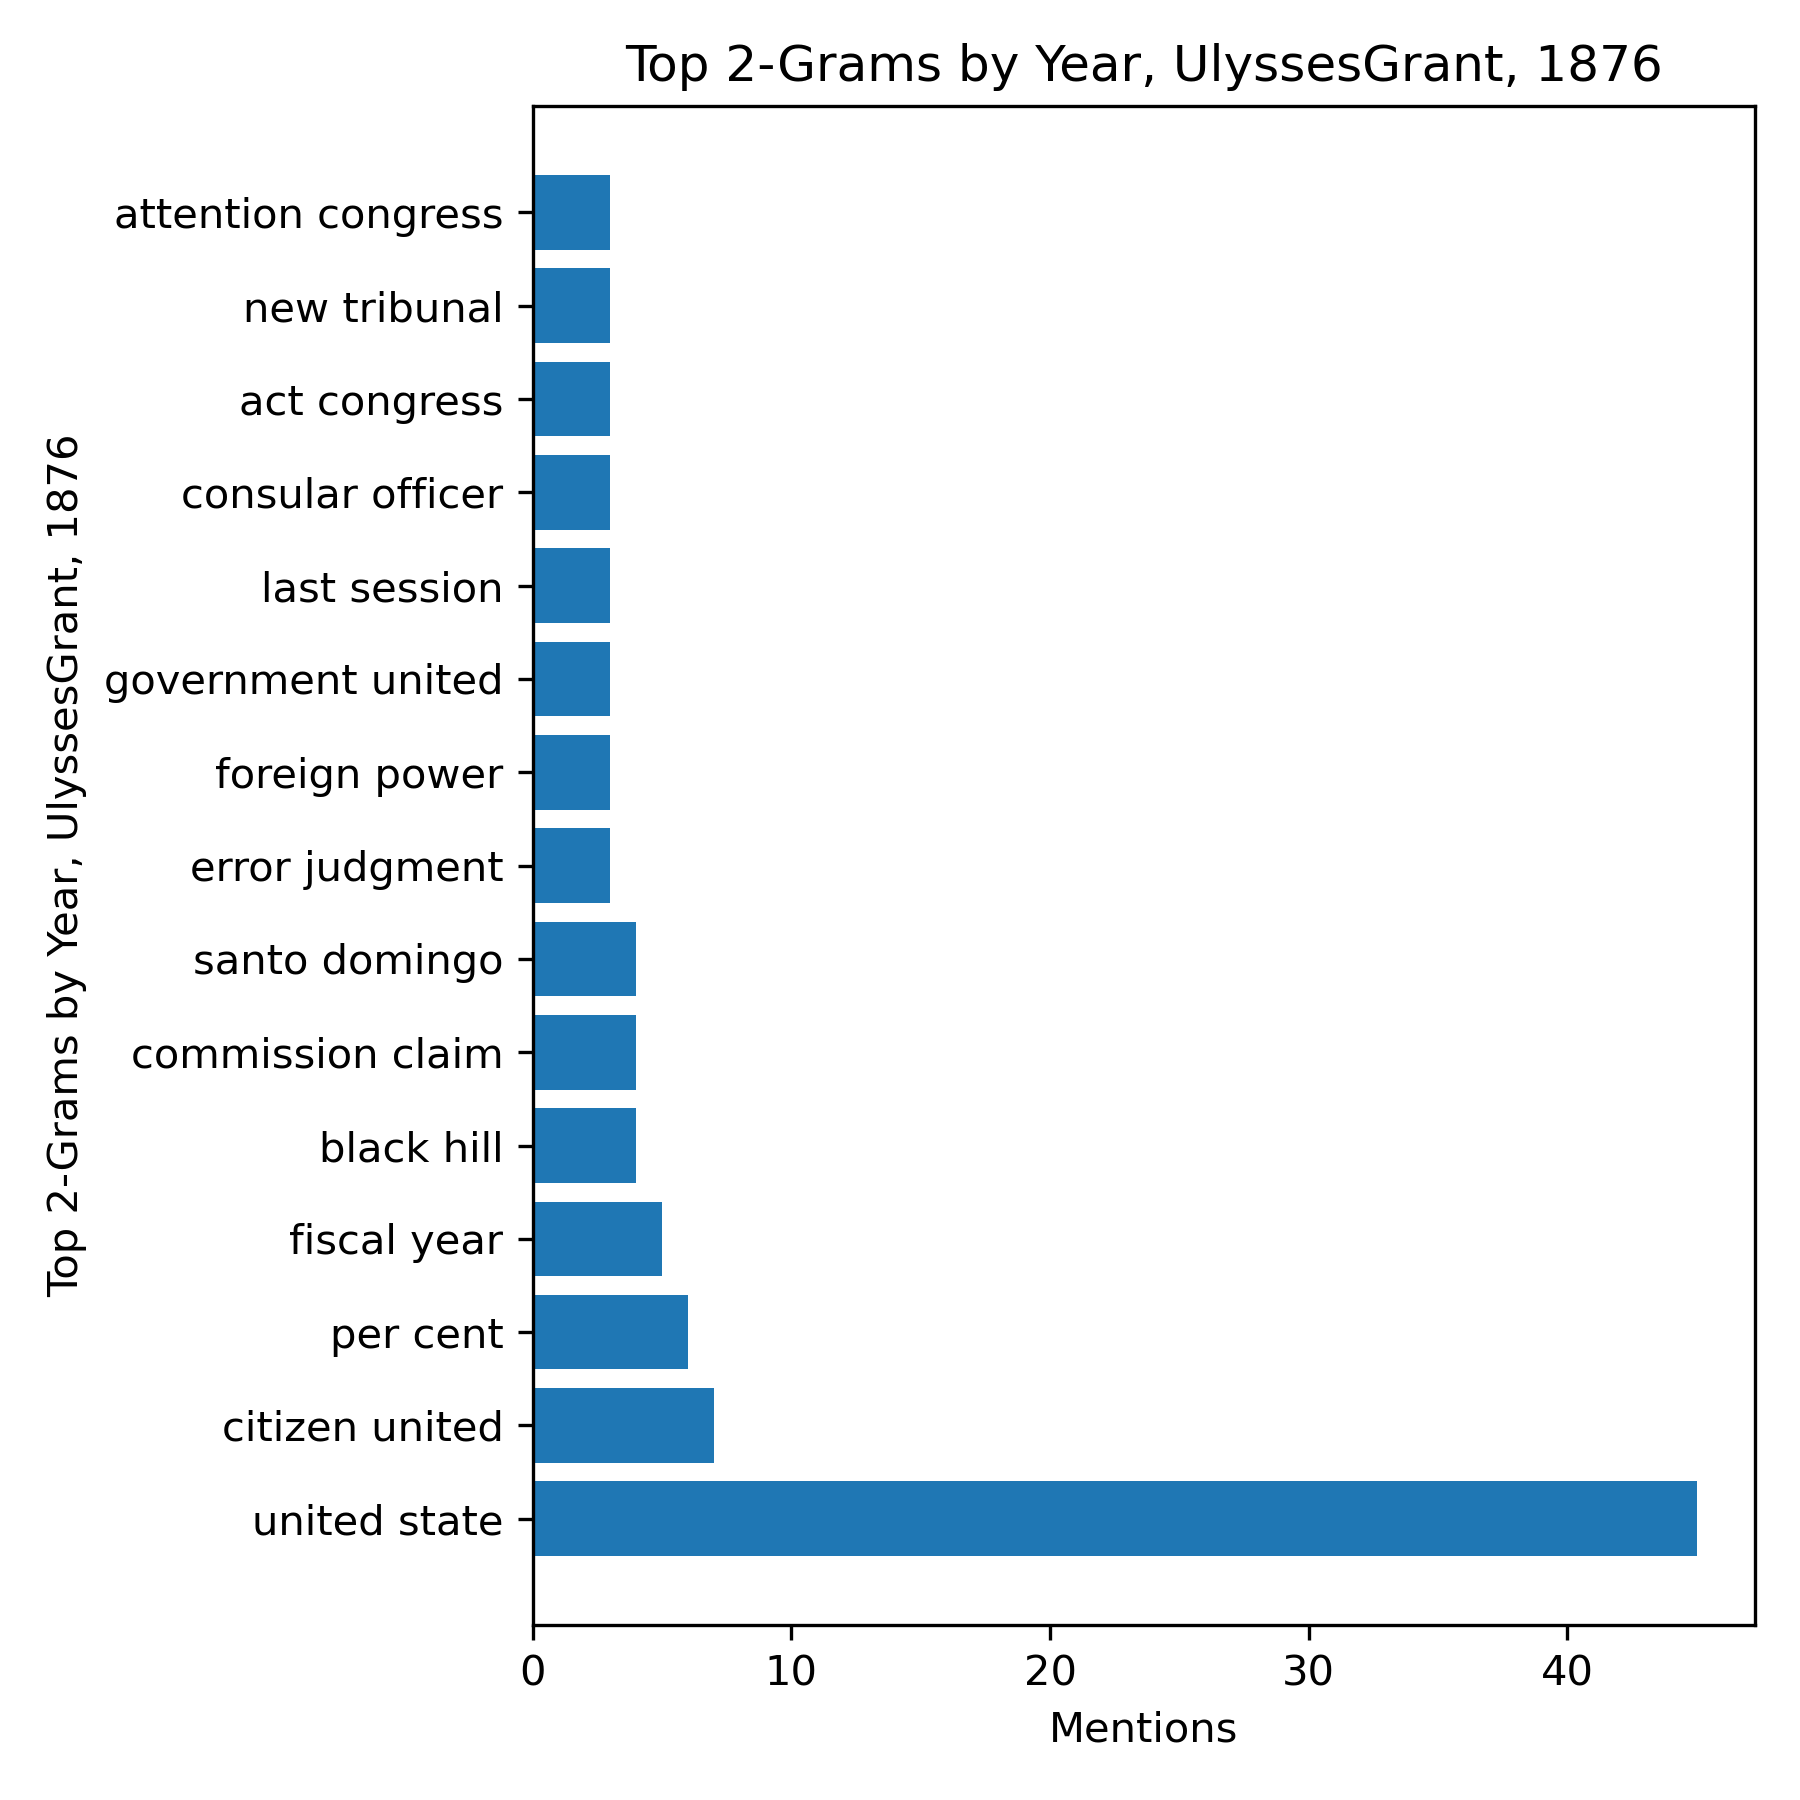 Top 2-Grams by Year, UlyssesGrant, 1876
Top 2-Grams by Year, UlyssesGrant, 1876
attention congress
new tribunal
act congress
consular officer
last session
government united
foreign power
error judgment
santo domingo
commission claim
black hill
fiscal year
per cent
citizen united
united state
0 10 20 30 40
Mentions